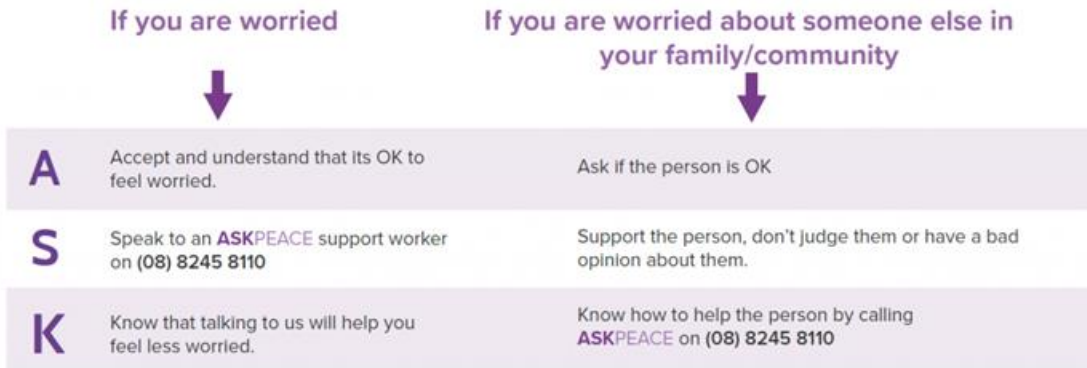 If you are worried
If you are worried about someone else in
your family/community
A
Accept and understand that its OK to
feel worried.
Ask if the person is OK
S
Speak to an ASKPEACE support worker
on (08) 8245 8110
Support the person, don't judge them or have a bad
opinion about them.
K
Know that talking to us will help you
feel less worried.
Know how to help the person by calling
ASKPEACE on (08) 8245 8110